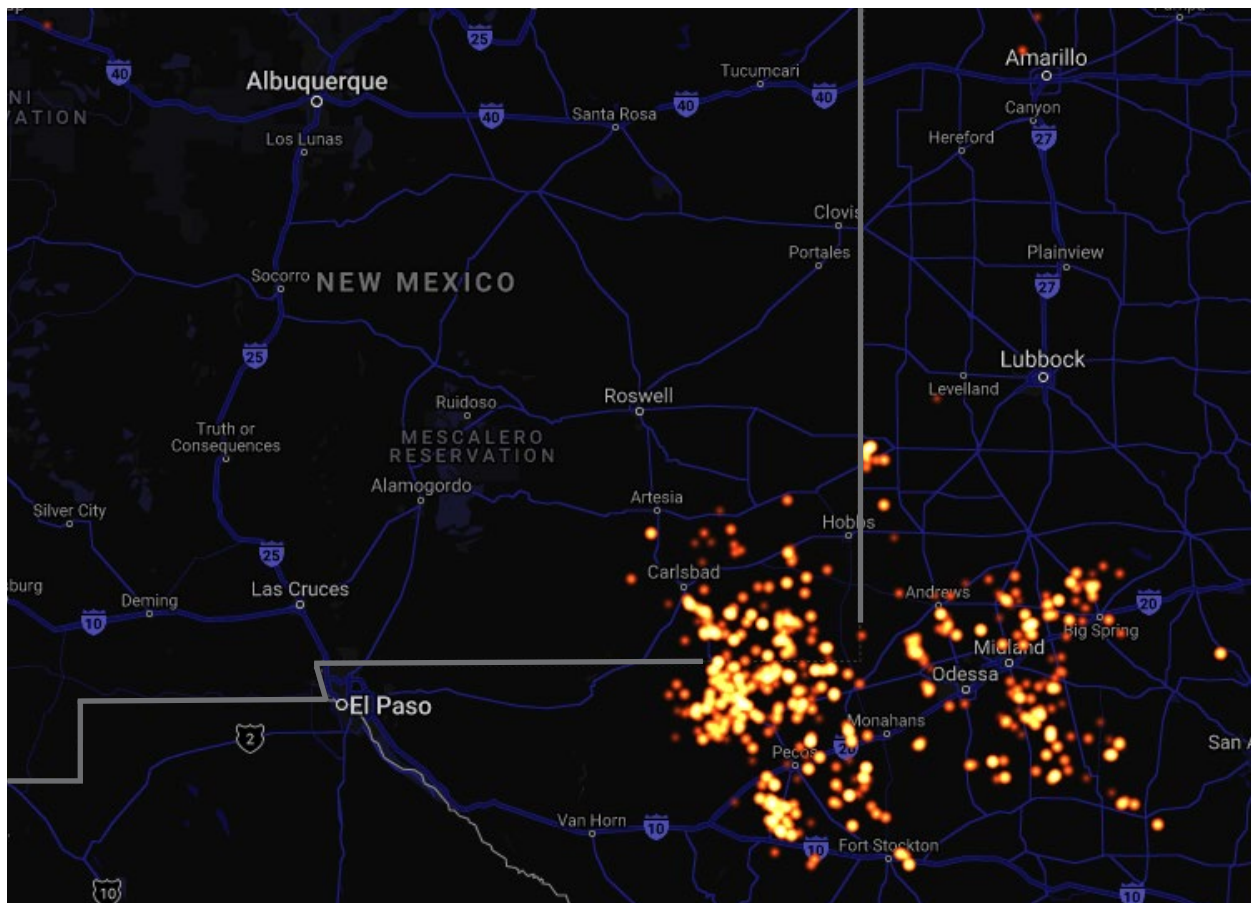 25
Amarillo
40
Tucumcari
Albuquerque
40
Canyon
NI
VATION
40
Santa Rosa
Hereford
27
Los Lunas
Clovis
Portales
Plainview
Socorro
NEW MEXICO
27
25
Lubbock
Levelland
Ruidoso
Roswell
Truth or
Consequences
MESCALERO
RESERVATION
Alamogordo
Artesia
Silver City
Hobbs
25
Carlsbad
sburg
Las Cruces
Andrews
Deming
20
10
Big Spring
Midland
Odessa
El Paso
Monahans
2
San A
Pecos
20
Van Horn
10
Fort Stockton
10
10
10